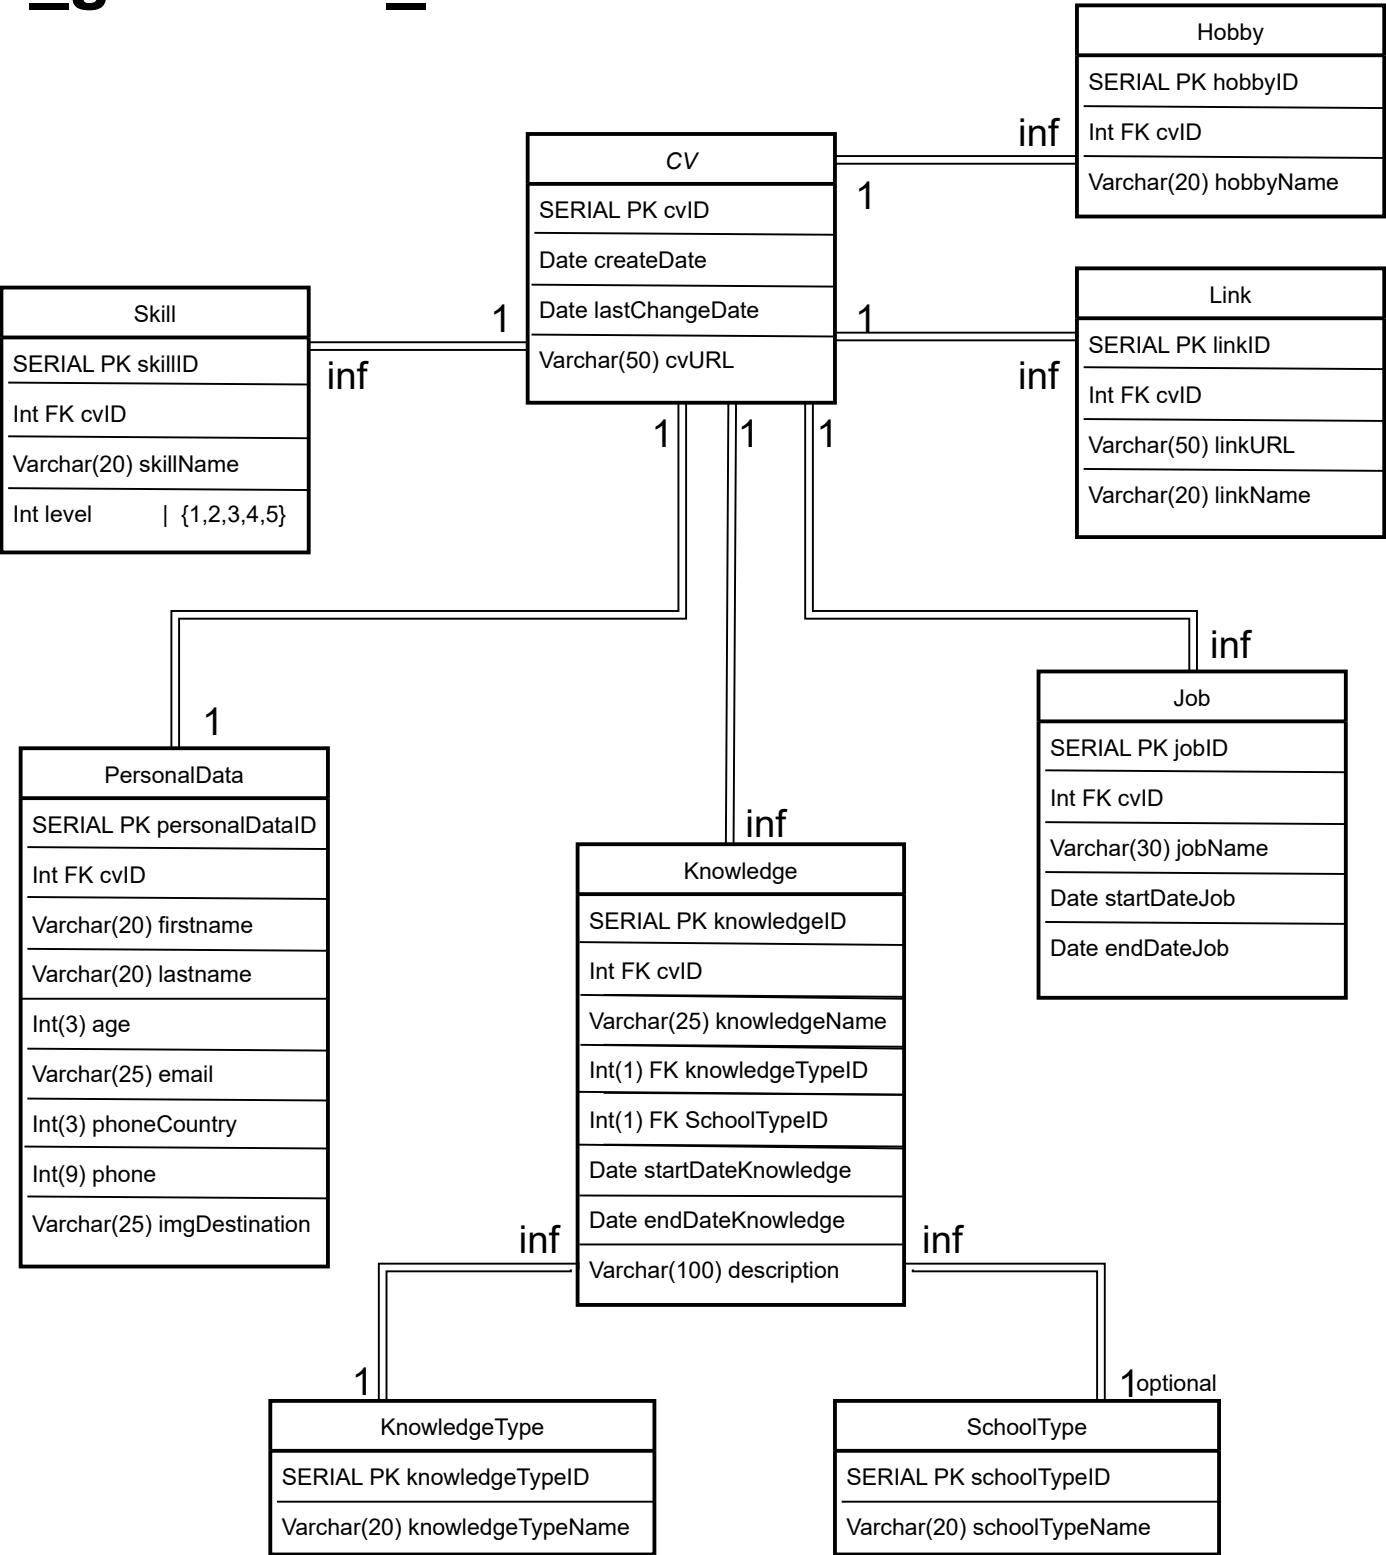 Hobby
SERIAL PK hobbyID
Int FK cvID
Varchar(20) hobbyName
inf
1
CV
SERIAL PK cvID
Date createDate
Date lastChangeDate
Varchar(50) cvURL
Link
SERIAL PK linkID
Int FK cvID
Varchar(50) linkURL
Varchar(20) linkName
1
inf
Skill
SERIAL PK skillID
Int FK cvID
Varchar(20) skillName
Int level | {1,2,3,4,5}
1
inf
1
1
1
inf
Job
SERIAL PK jobID
Int FK cvID
Varchar(30) jobName
Date startDateJob
Date endDateJob
1
PersonalData
SERIAL PK personalDataID
Int FK cvID
Varchar(20) firstname
Varchar(20) lastname
Int(3) age
Varchar(25) email
Int(3) phoneCountry
Int(9) phone
Varchar(25) imgDestination
inf
Knowledge
SERIAL PK knowledgeID
Int FK cvID
Varchar(25) knowledgeName
Int(1) FK knowledgeTypeID
Int(1) FK SchoolTypeID
Date startDateKnowledge
Date endDateKnowledge
Varchar(100) description
inf
inf
1
1optional
KnowledgeType
SERIAL PK knowledgeTypeID
Varchar(20) knowledgeTypeName
SchoolType
SERIAL PK schoolTypeID
Varchar(20) schoolTypeName